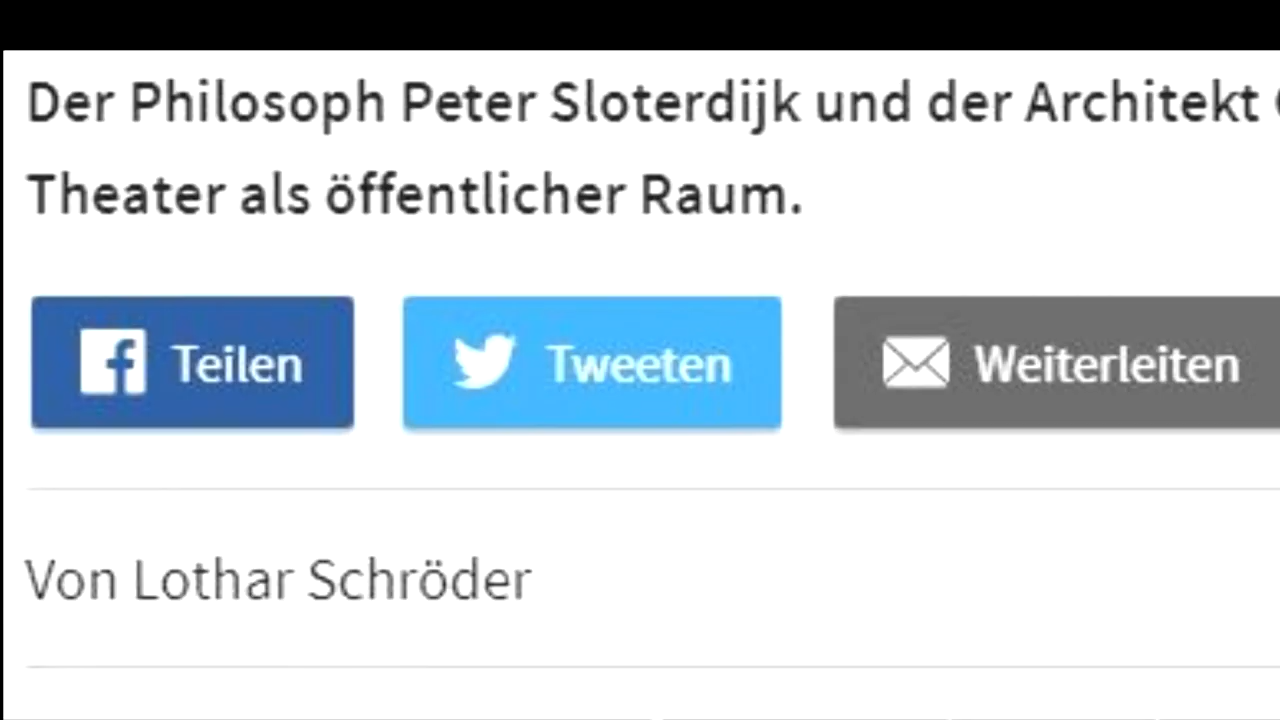 Der Philosoph Peter Sloterdijk und der Architekt
Theater als öffentlicher Raum.
Teilen Tweeten Weiterleiten
Von Lothar Schröder